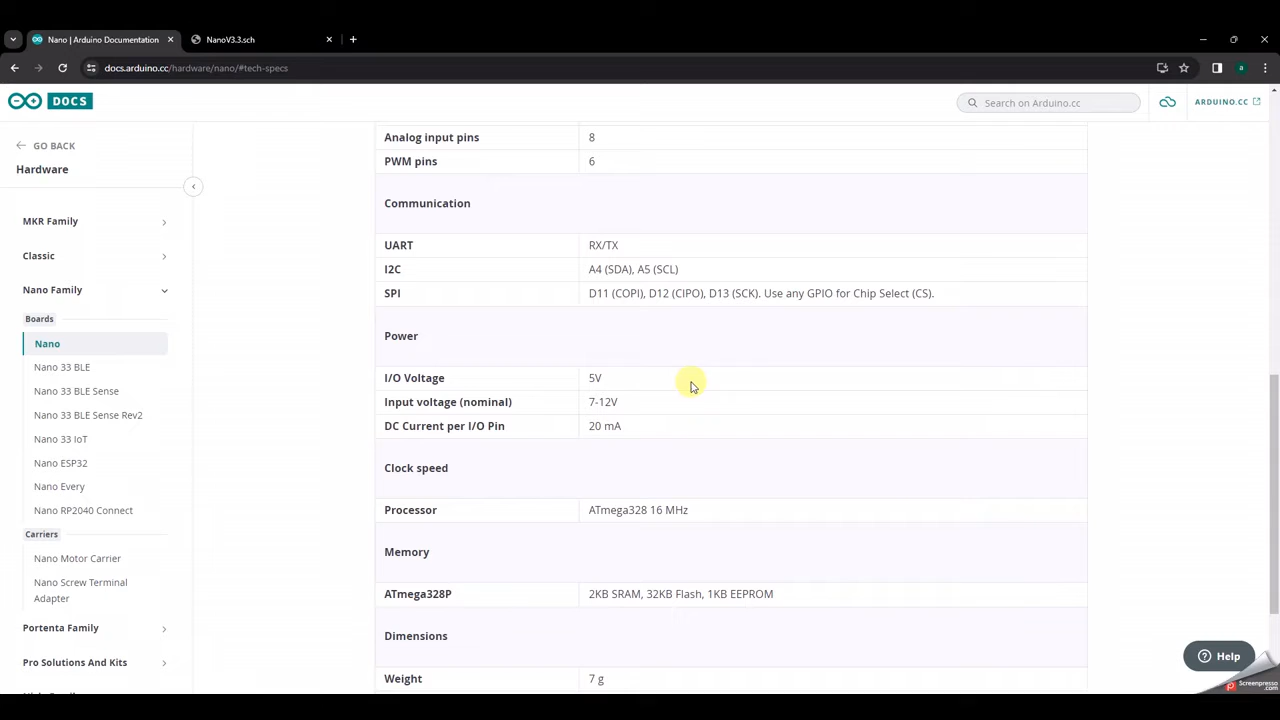 Nano | Arduino Documentation
NanoV3.3.sch
docs.arduino.cc/hardware/nano/#tech-specs
a
DOCS
Search on Arduino.cc
ARDUINO.CC
GO BACK
Hardware
MKR Family
Classic
Nano Family
Boards
Nano
Nano 33 BLE
Nano 33 BLE Sense
Nano 33 BLE Sense Rev2
Nano 33 IoT
Nano ESP32
Nano Every
Nano RP2040 Connect
Carriers
Nano Motor Carrier
Nano Screw Terminal
Adapter
Portenta Family
Pro Solutions And Kits
Analog input pins 8
PWM pins 6
Communication
UART RX/TX
I2C A4 (SDA), A5 (SCL)
SPI D11 (COPI), D12 (CIPO), D13 (SCK). Use any GPIO for Chip Select (CS).
Power
I/O Voltage 5V
Input voltage (nominal) 7-12V
DC Current per I/O Pin 20 mA
Clock speed
Processor ATmega328 16 MHz
Memory
ATmega328P 2KB SRAM, 32KB Flash, 1KB EEPROM
Dimensions
Weight 7 g
Help
Screenpresso
.com